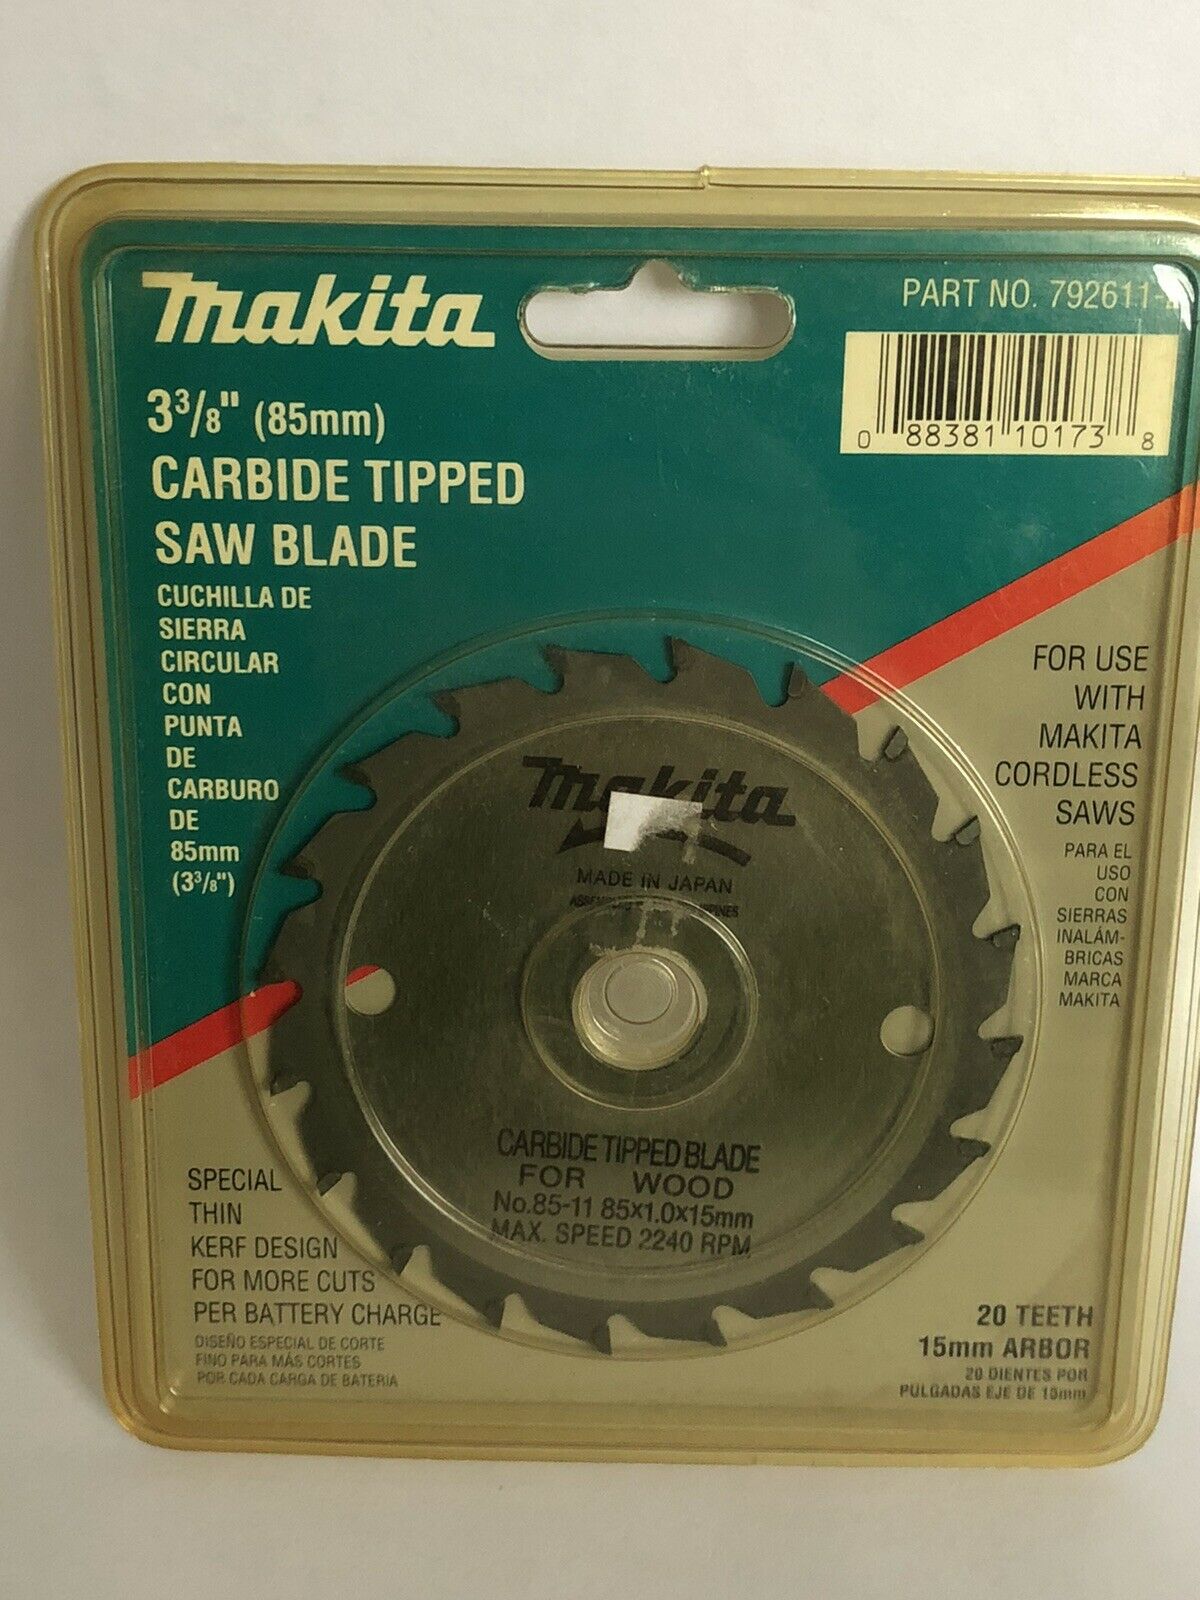 makita
PART NO. 792611-
0 88381 10173 8
3 3/8" (85mm)
CARBIDE TIPPED
SAW BLADE
CUCHILLA DE
SIERRA
CIRCULAR
CON
PUNTA
DE
CARBURO
DE
85mm
(3 3/8")
FOR USE
WITH
MAKITA
CORDLESS
SAWS
PARA EL
USO
CON
SIERRAS
INALÁM-
BRICAS
MARCA
MAKITA
makita
MADE IN JAPAN
CARBIDE TIPPED BLADE
FOR WOOD
No.85-11 85x1.0x15mm
MAX. SPEED 2240 RPM
SPECIAL
THIN
KERF DESIGN
FOR MORE CUTS
PER BATTERY CHARGE
DISEÑO ESPECIAL DE CORTE
FINO PARA MÁS CORTES
POR CADA CARGA DE BATERIA
20 TEETH
15mm ARBOR
20 DIENTES POR
PULGADAS EJE DE 15mm